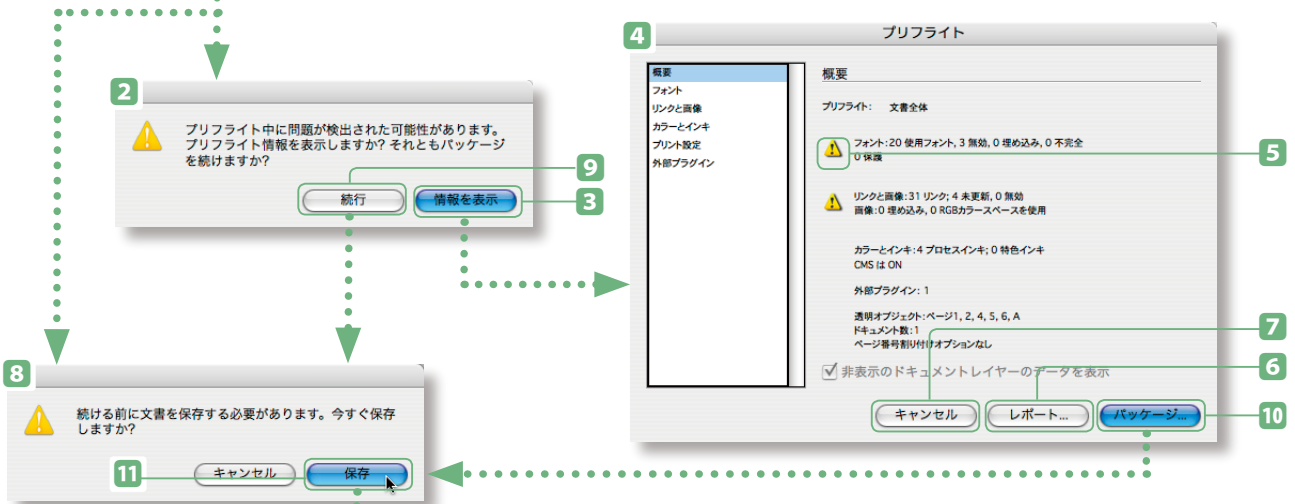 2
プリフライト中に問題が検出された可能性があります。
プリフライト情報を表示しますか? それともパッケージ
を続けますか?
9
続行
情報を表示
3
4
プリフライト
概要
フォント
リンクと画像
カラーとインキ
プリント設定
外部プラグイン
概要
プリフライト: 文書全体
フォント:20 使用フォント, 3 無効, 0 埋め込み, 0 不完全
0 保護
5
リンクと画像:31 リンク; 4 未更新, 0 無効
画像:0 埋め込み, 0 RGBカラースペースを使用
カラーとインキ:4 プロセスインキ; 0 特色インキ
CMS は ON
外部プラグイン: 1
透明オブジェクト:ページ1, 2, 4, 5, 6, A
ドキュメント数:1
ページ番号割り付けオプションなし
7
非表示のドキュメントレイヤーのデータを表示
6
キャンセル
レポート...
パッケージ...
10
8
続ける前に文書を保存する必要があります。今すぐ保存
しますか?
11
キャンセル
保存